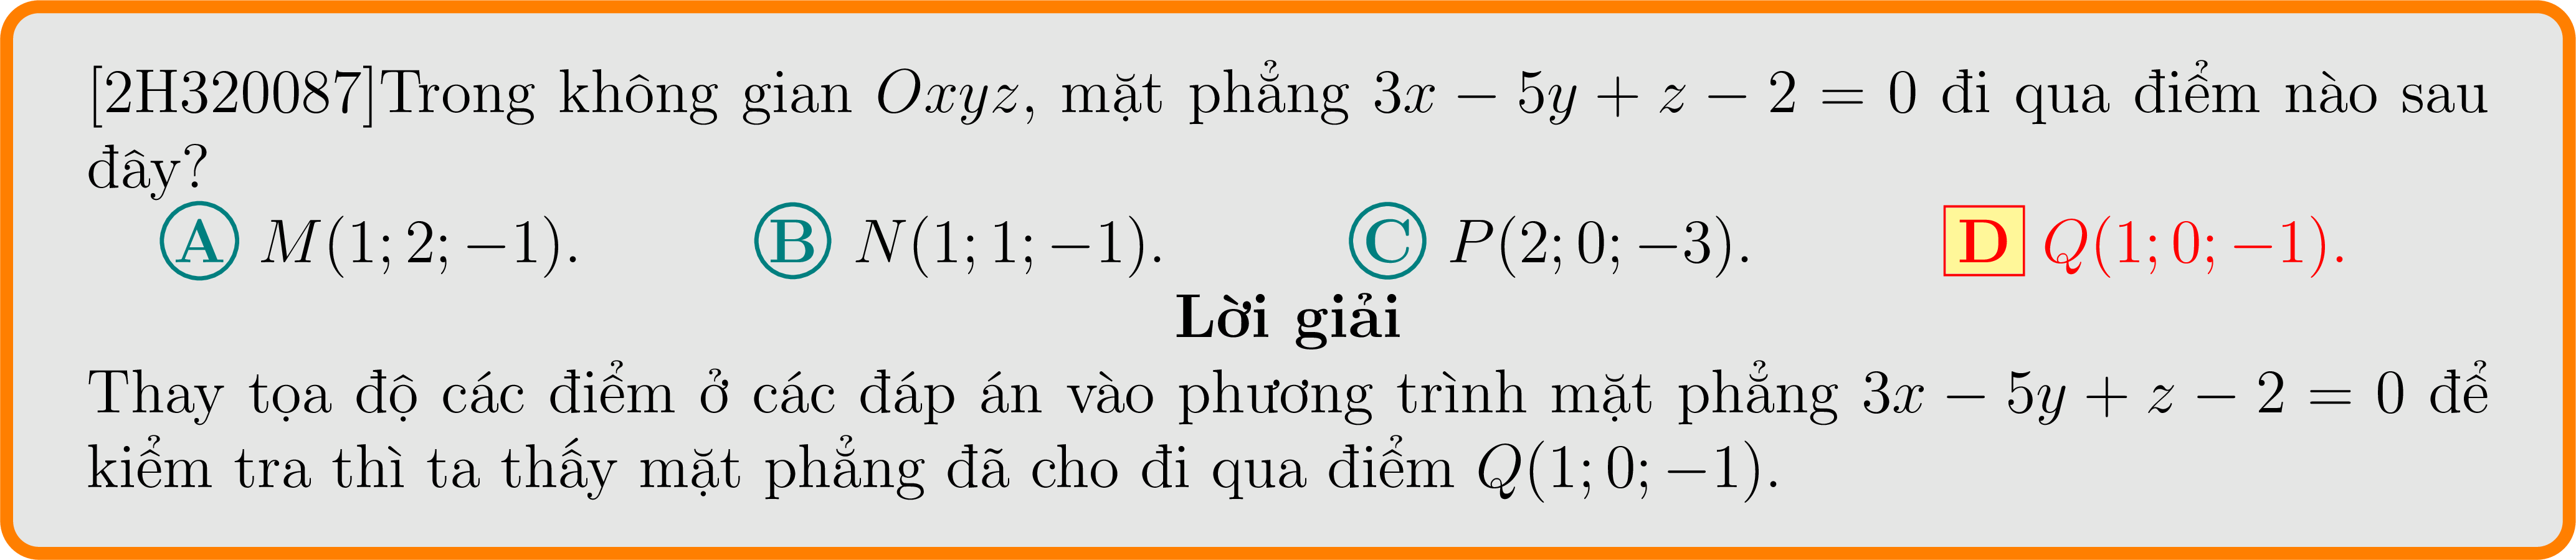 [2H320087]Trong không gian Oxyz, mặt phẳng 3x − 5y + z − 2 = 0 đi qua điểm nào sau
đây?
A M(1; 2; −1). B N(1; 1; −1). C P(2; 0; −3). D Q(1; 0; −1).
Lời giải
Thay tọa độ các điểm ở các đáp án vào phương trình mặt phẳng 3x − 5y + z − 2 = 0 để
kiểm tra thì ta thấy mặt phẳng đã cho đi qua điểm Q(1; 0; −1).